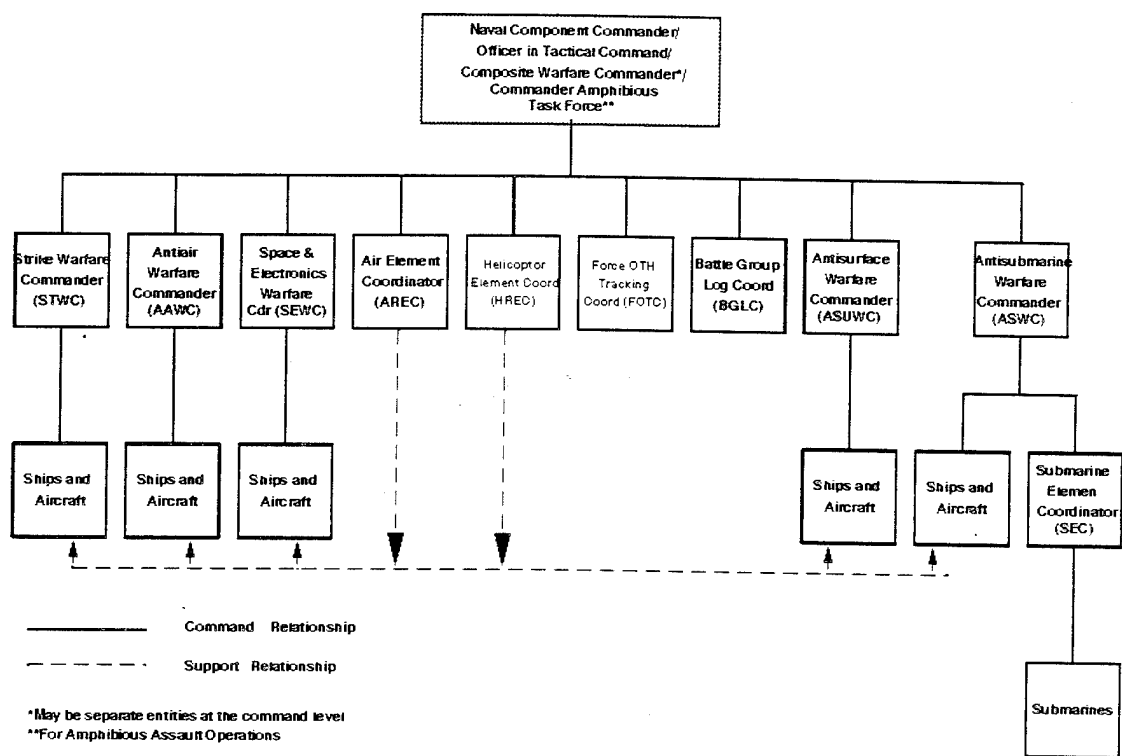 Naval Component Commander/
Officer in Tactical Command/
Composite Warfare Commander*/
Commander Amphibious
Task Force**
Strike Warfare
Commander
(STWC)
Antiair
Warfare
Commander
(AAWC)
Space &
Electronics
Warfare
Cdr (SEWC)
Air Element
Coordinator
(AREC)
Helicoptor
Element Coord
(HREC)
Force OTH
Tracking
Coord (FOTC)
Battle Group
Log Coord
(BGLC)
Antisurface
Warfare
Commander
(ASUWC)
Antisubmarine
Warfare
Commander
(ASWC)
Ships and
Aircraft
Ships and
Aircraft
Ships and
Aircraft
Ships and
Aircraft
Ships and
Aircraft
Submarine
Elemen
Coordinator
(SEC)
Submarines
Command Relationship
Support Relationship
*May be separate entities at the command level
**For Amphibious Assault Operations